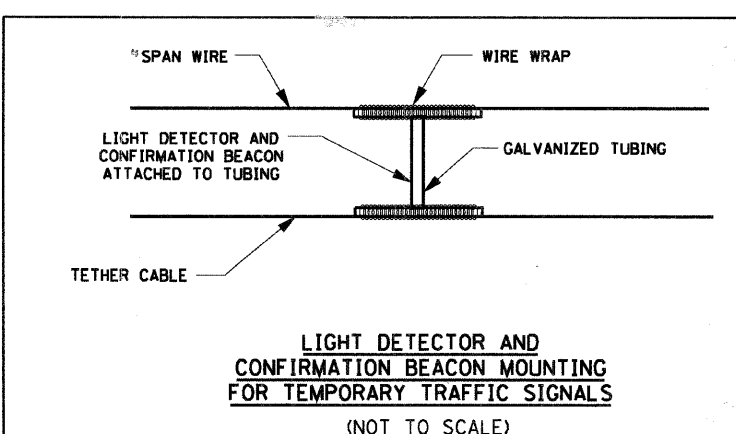 SPAN WIRE
WIRE WRAP
LIGHT DETECTOR AND
CONFIRMATION BEACON
ATTACHED TO TUBING
GALVANIZED TUBING
TETHER CABLE
LIGHT DETECTOR AND
CONFIRMATION BEACON MOUNTING
FOR TEMPORARY TRAFFIC SIGNALS
(NOT TO SCALE)